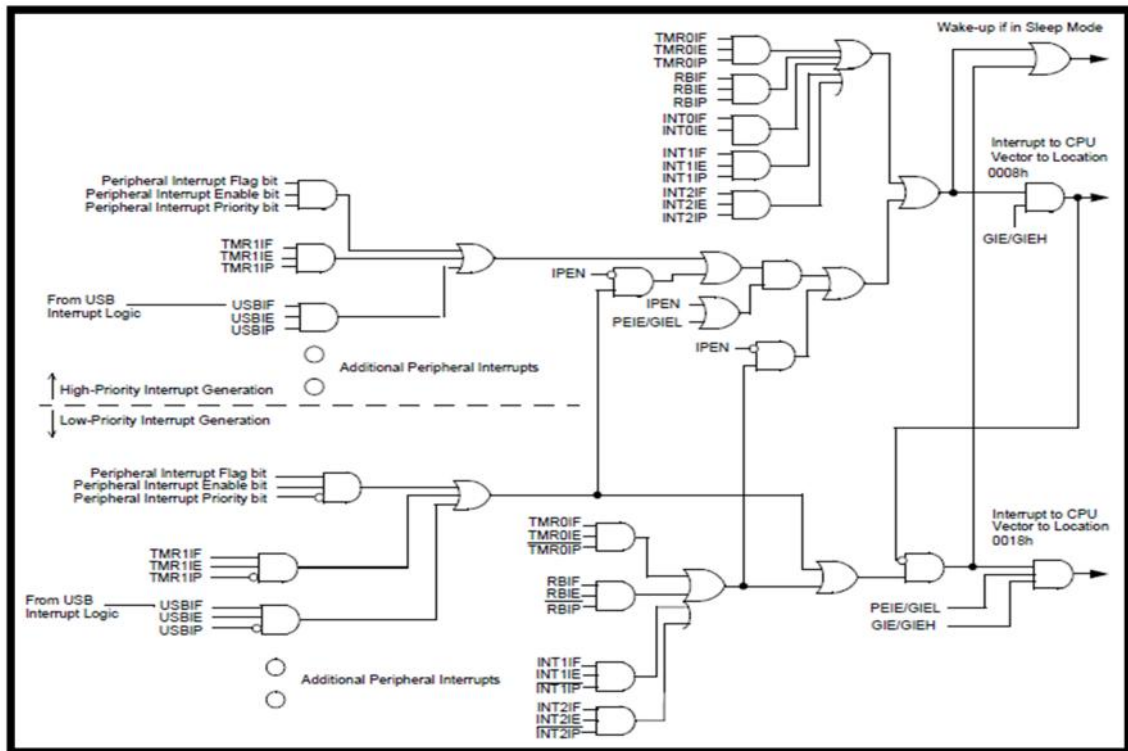 Wake-up if in Sleep Mode
TMR0IF
TMR0IE
TMR0IP
RBIF
RBIE
RBIP
INT0IF
INT0IE
INT1IF
INT1IE
INT1IP
INT2IF
INT2IE
INT2IP
Interrupt to CPU
Vector to Location
0008h
GIE/GIEH
Peripheral Interrupt Flag bit
Peripheral Interrupt Enable bit
Peripheral Interrupt Priority bit
TMR1IF
TMR1IE
TMR1IP
From USB
Interrupt Logic
USBIF
USBIE
USBIP
IPEN
IPEN
PEIE/GIEL
IPEN
Additional Peripheral Interrupts
High-Priority Interrupt Generation
Low-Priority Interrupt Generation
Peripheral Interrupt Flag bit
Peripheral Interrupt Enable bit
Peripheral Interrupt Priority bit
TMR1IF
TMR1IE
TMR1IP
From USB
Interrupt Logic
USBIF
USBIE
USBIP
Additional Peripheral Interrupts
TMR0IF
TMR0IE
TMR0IP
RBIF
RBIE
RBIP
INT1IF
INT1IE
INT1IP
INT2IF
INT2IE
INT2IP
Interrupt to CPU
Vector to Location
0018h
PEIE/GIEL
GIE/GIEH